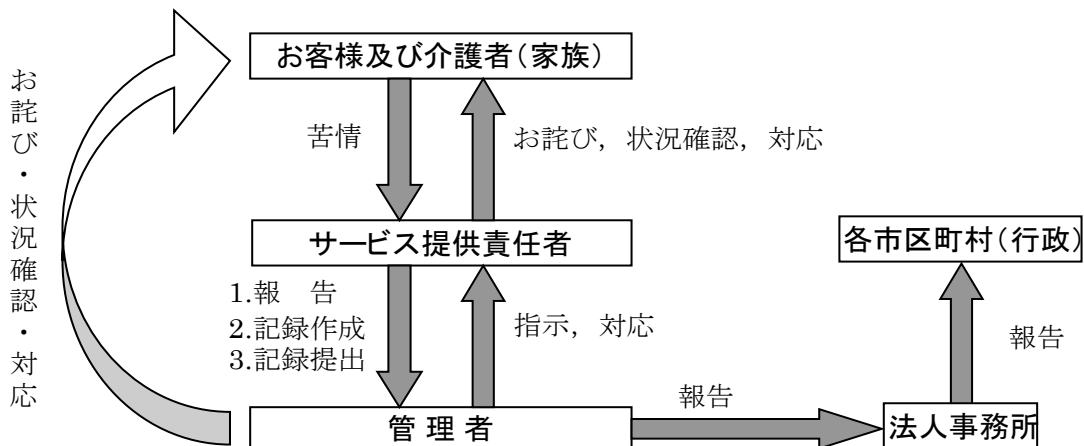 お客様及び介護者（家族）
お詫び・状況確認・対応
苦情
お詫び，状況確認，対応
サービス提供責任者
各市区町村（行政）
1.報　告
2.記録作成
3.記録提出
指示，対応
報告
報告
管 理 者
法人事務所